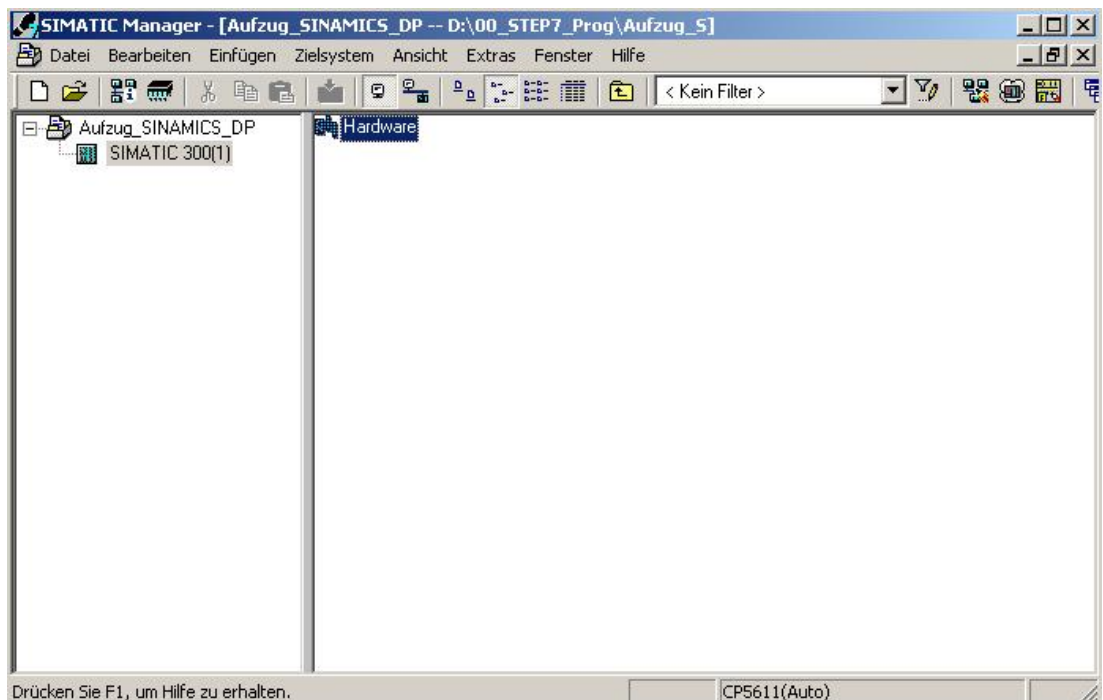 SIMATIC Manager - [Aufzug_SINAMICS_DP -- D:\00_STEP7_Prog\Aufzug_S]
Datei Bearbeiten Einfügen Zielsystem Ansicht Extras Fenster Hilfe
< Kein Filter >
Aufzug_SINAMICS_DP
SIMATIC 300(1)
Hardware
Drücken Sie F1, um Hilfe zu erhalten.
CP5611(Auto)